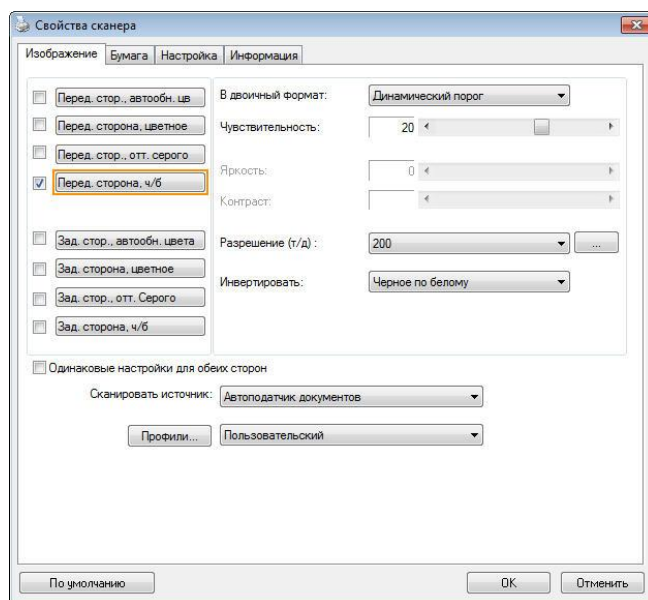 Свойства сканера
Изображение Бумага Настройка Информация
Перед. стор., автообн. цв
Перед. сторона, цветное
Перед. стор., отт. серого
Перед. сторона, ч/б
Зад. стор., автообн. цвета
Зад. сторона, цветное
Зад. стор., отт. Серого
Зад. сторона, ч/б
В двоичный формат: Динамический порог
Чувствительность: 20
Яркость: 0
Контраст:
Разрешение (т/д) : 200 ...
Инвертировать: Черное по белому
Одинаковые настройки для обеих сторон
Сканировать источник: Автоподатчик документов
Профили... Пользовательский
По умолчанию OK Отменить